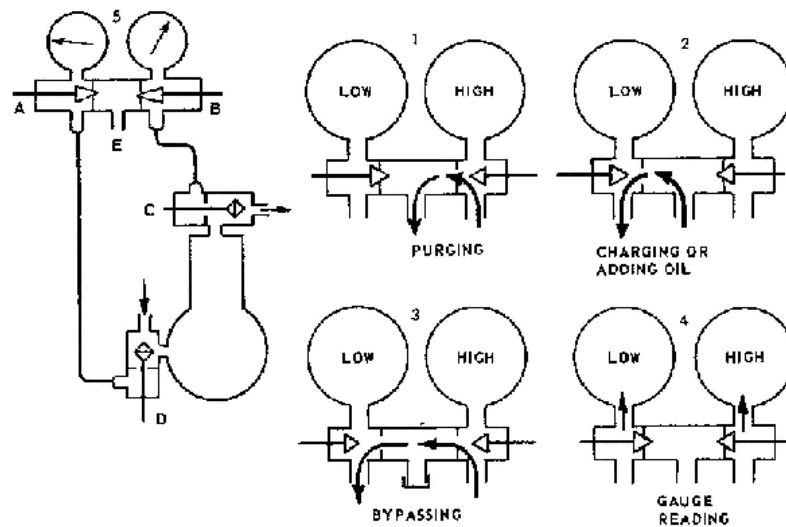 5
A
B
E
C
D
1
LOW
HIGH
PURGING
2
LOW
HIGH
CHARGING OR
ADDING OIL
3
LOW
HIGH
BYPASSING
4
LOW
HIGH
GAUGE
READING